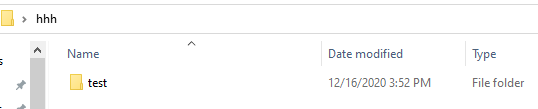 hhh
Name Date modified Type
test 12/16/2020 3:52 PM File folder